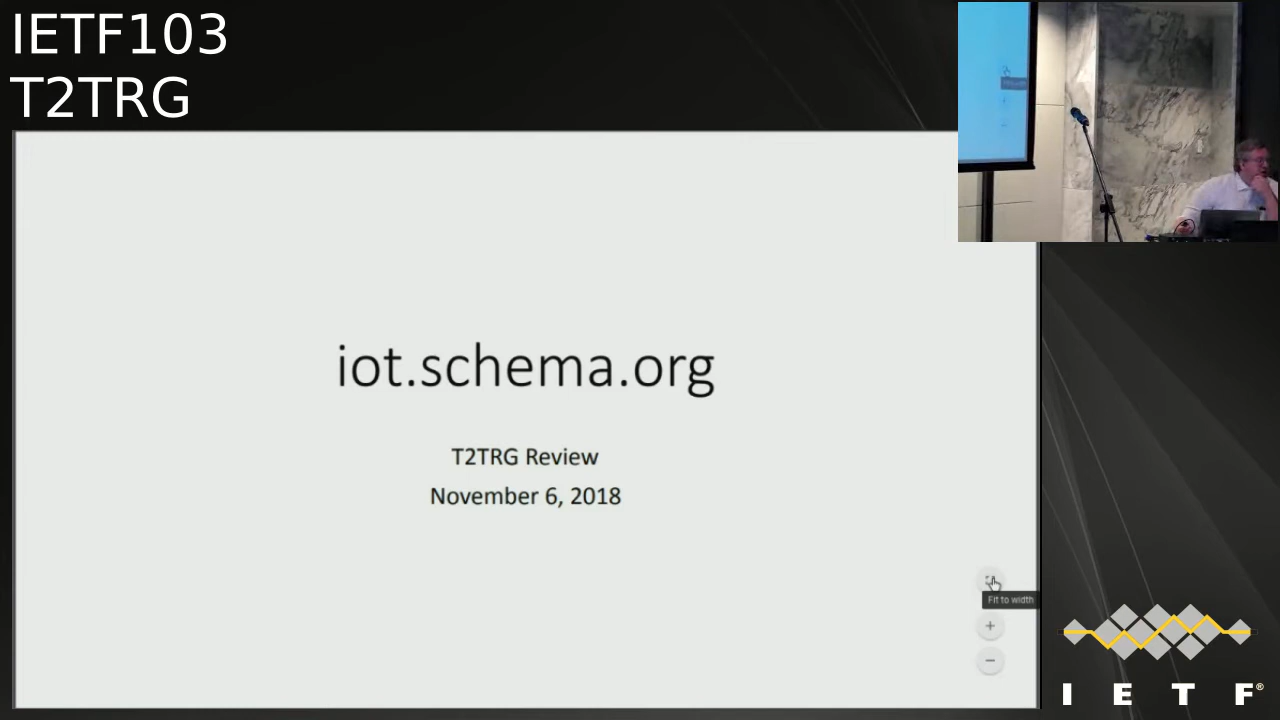 IETF103
T2TRG
iot.schema.org
T2TRG Review
November 6, 2018
Fit to width
I E T F®